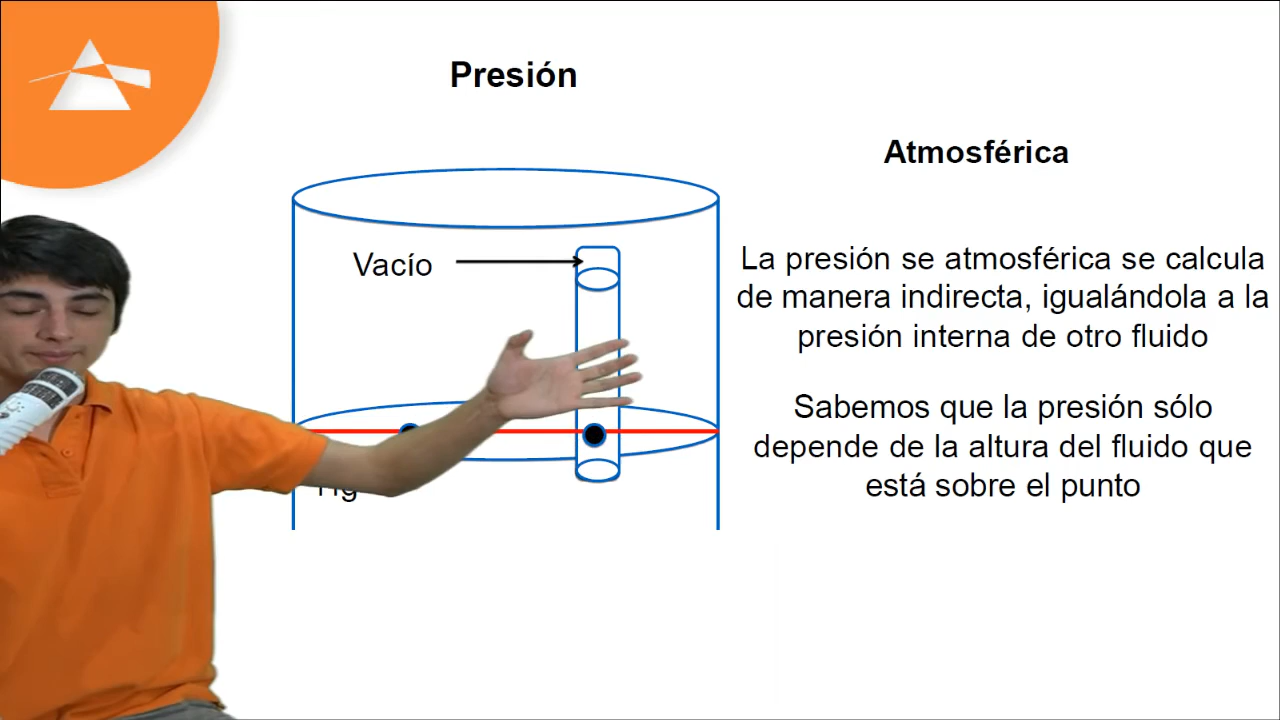 Presión
Atmosférica
Vacío
La presión se atmosférica se calcula
de manera indirecta, igualándola a la
presión interna de otro fluido
Sabemos que la presión sólo
depende de la altura del fluido que
está sobre el punto